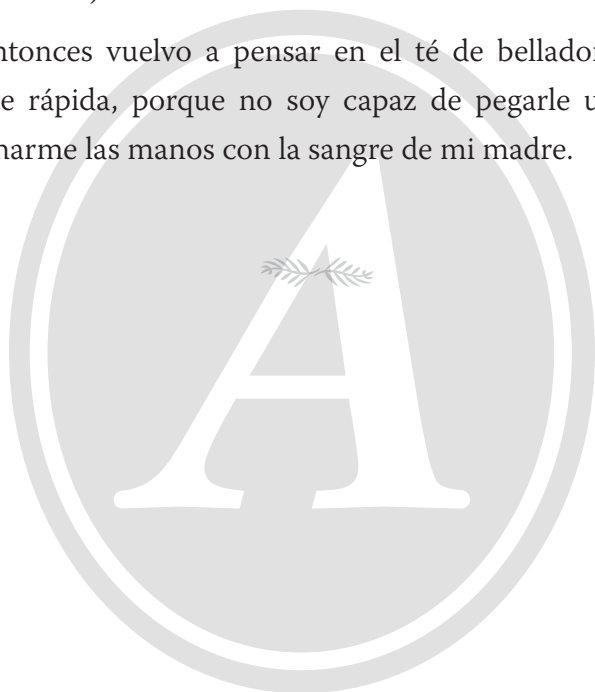 ntonces vuelvo a pensar en el té de bellador
e rápida, porque no soy capaz de pegarle u
harme las manos con la sangre de mi madre.
A